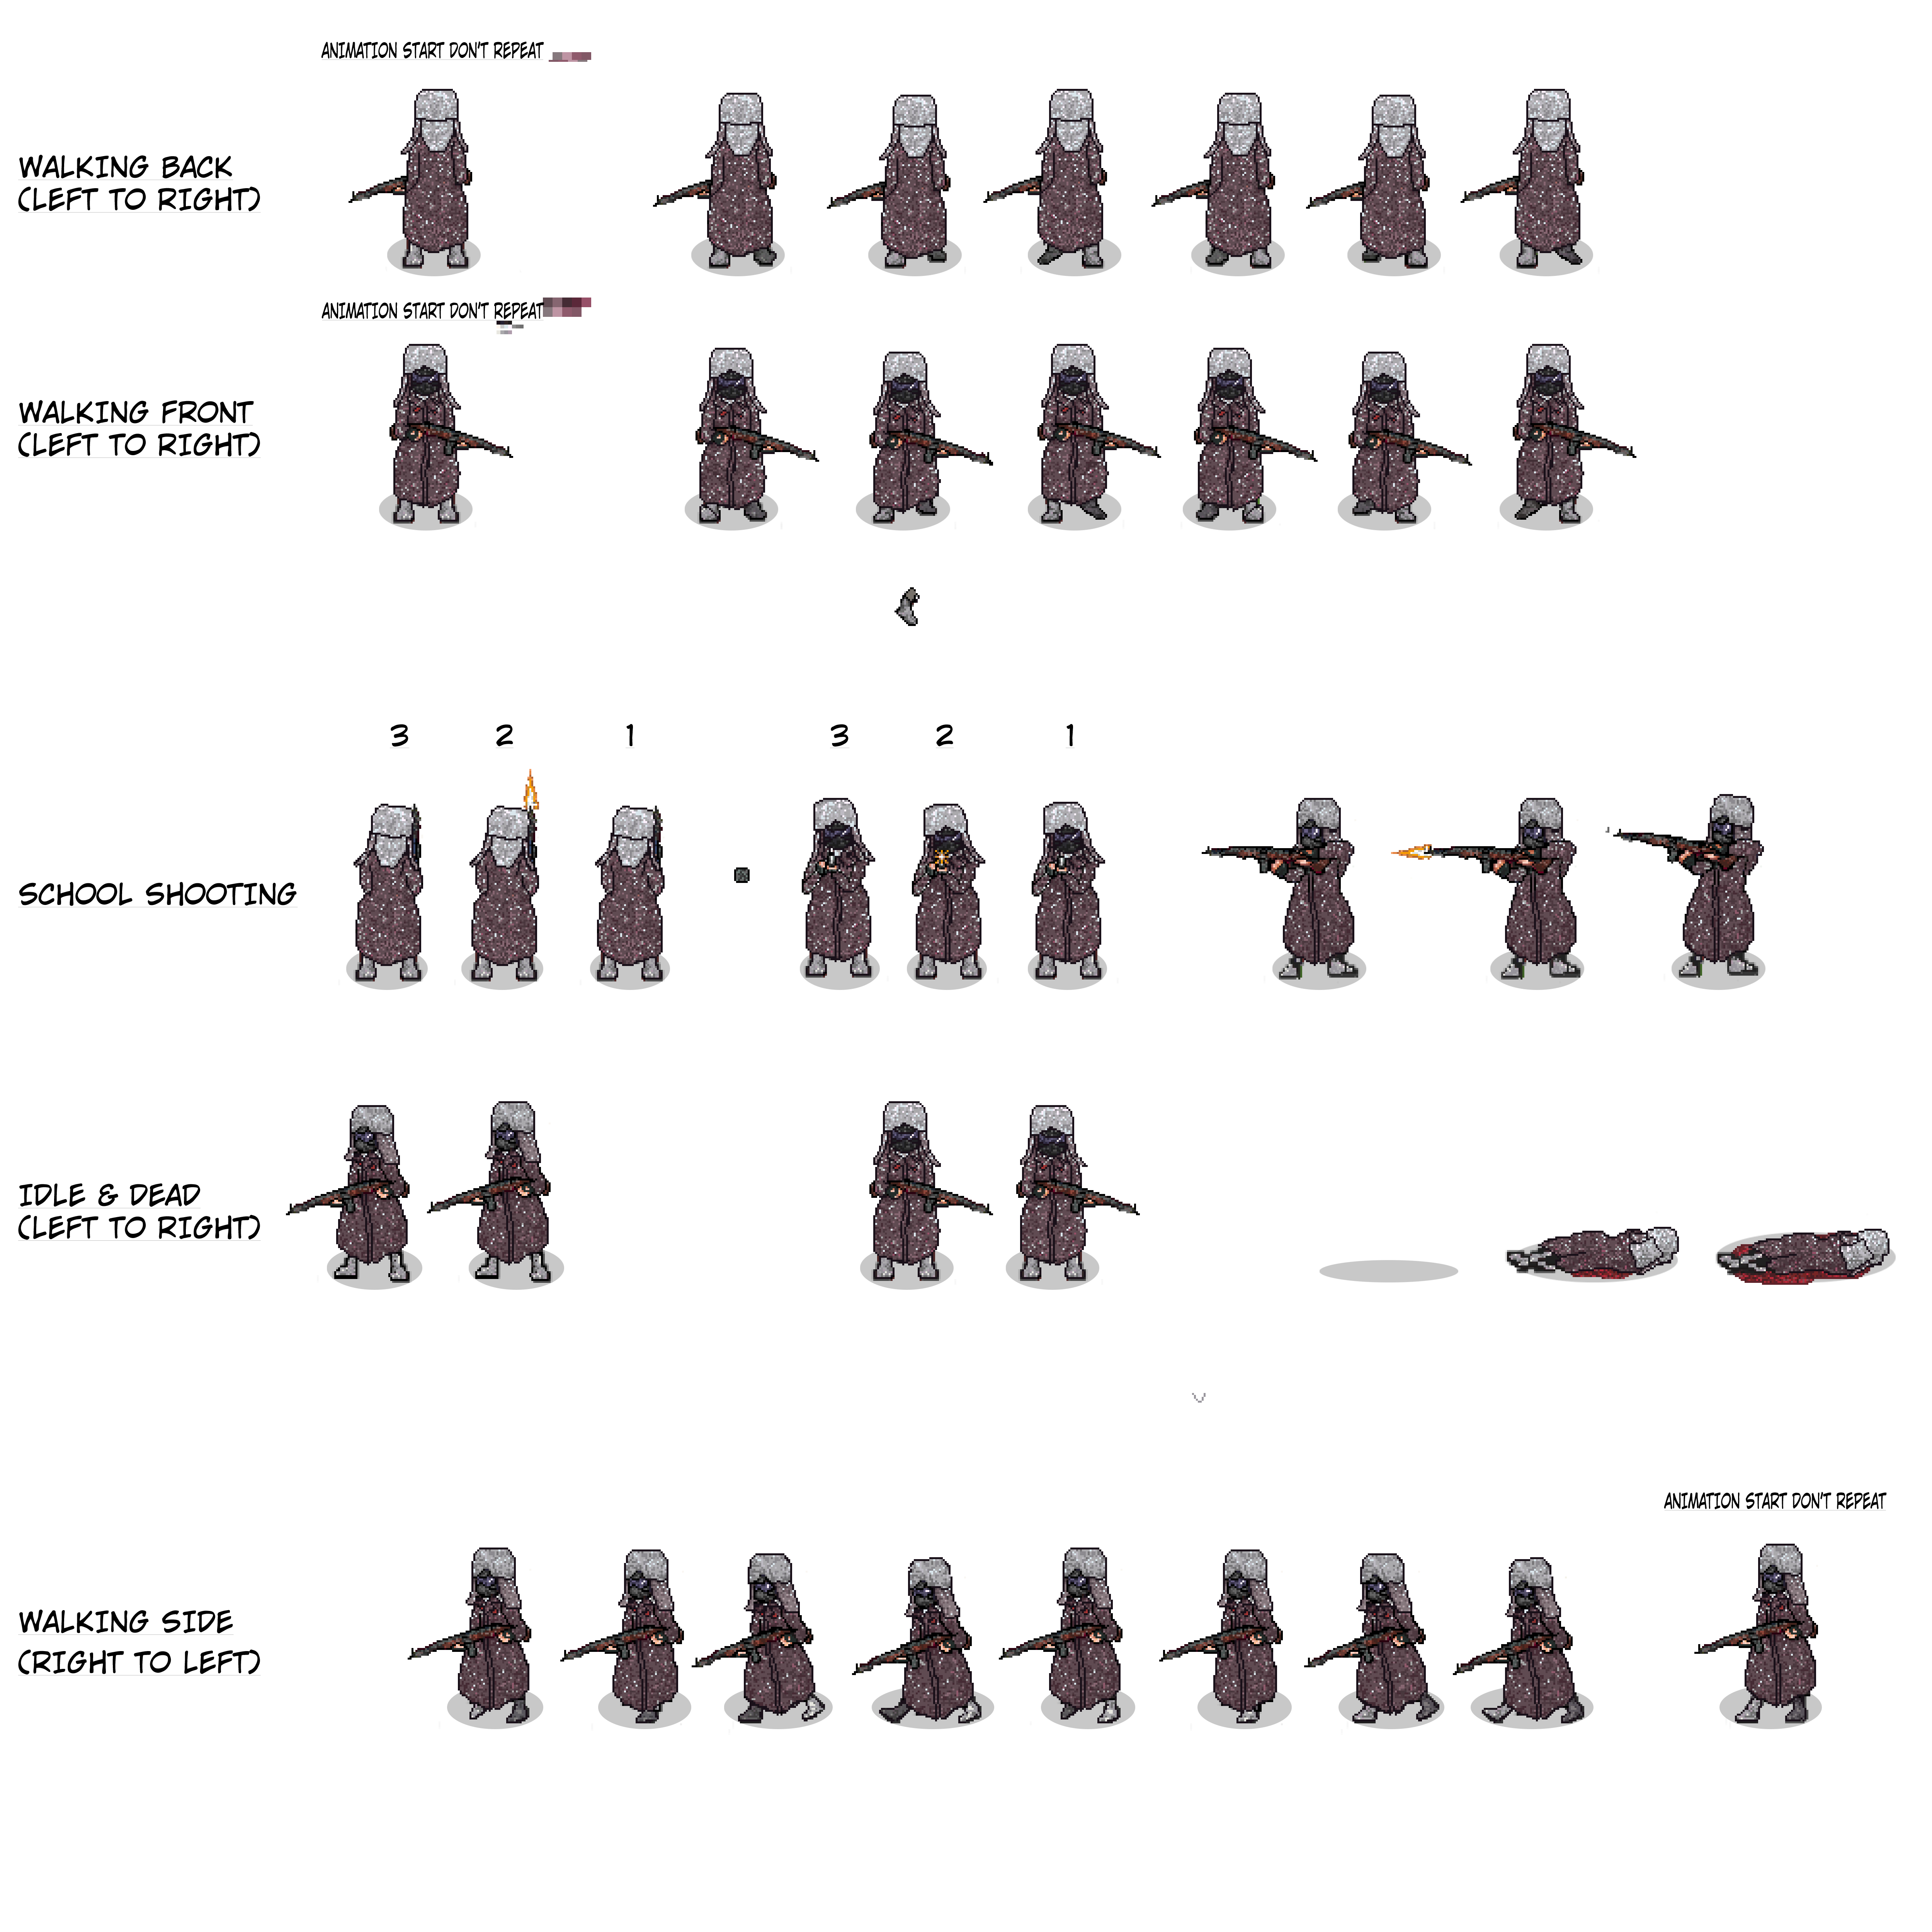 ANIMATION START DON'T REPEAT
WALKING BACK
(LEFT TO RIGHT)
ANIMATION START DON'T REPEAT
WALKING FRONT
(LEFT TO RIGHT)
3 2 1 3 2 1
SCHOOL SHOOTING
IDLE & DEAD
(LEFT TO RIGHT)
ANIMATION START DON'T REPEAT
WALKING SIDE
(RIGHT TO LEFT)